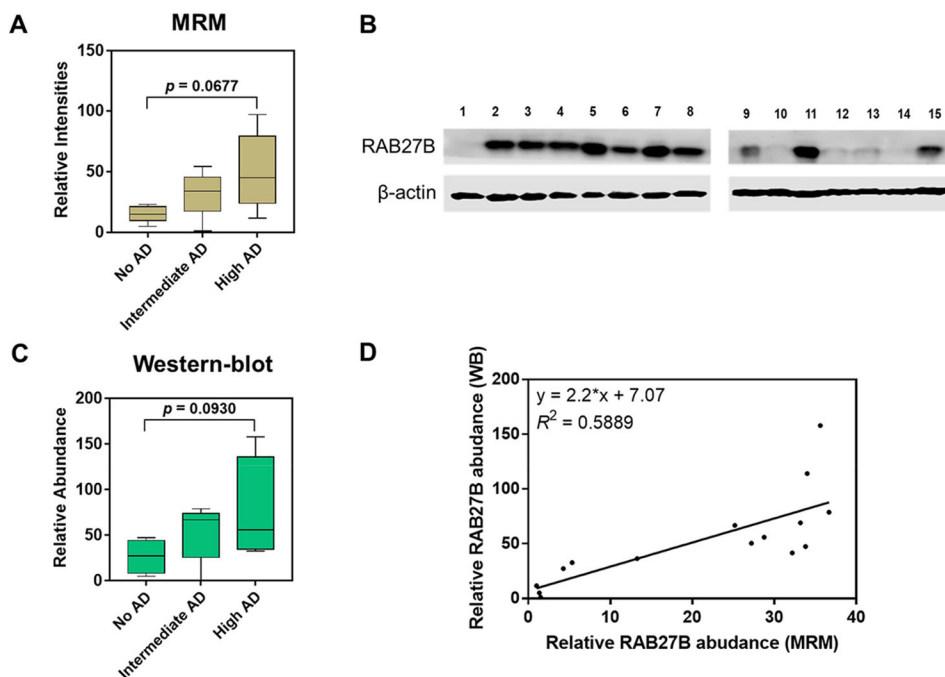 A
MRM
Relative Intensities
150
100
50
0
p = 0.0677
No AD
Intermediate AD
High AD
B
1 2 3 4 5 6 7 8 9 10 11 12 13 14 15
RAB27B
β-actin
C
Western-blot
Relative Abundance
200
150
100
50
0
p = 0.0930
No AD
Intermediate AD
High AD
D
Relative RAB27B abudance (WB)
200
150
100
50
0
y = 2.2*x + 7.07
R² = 0.5889
0 10 20 30 40
Relative RAB27B abudance (MRM)